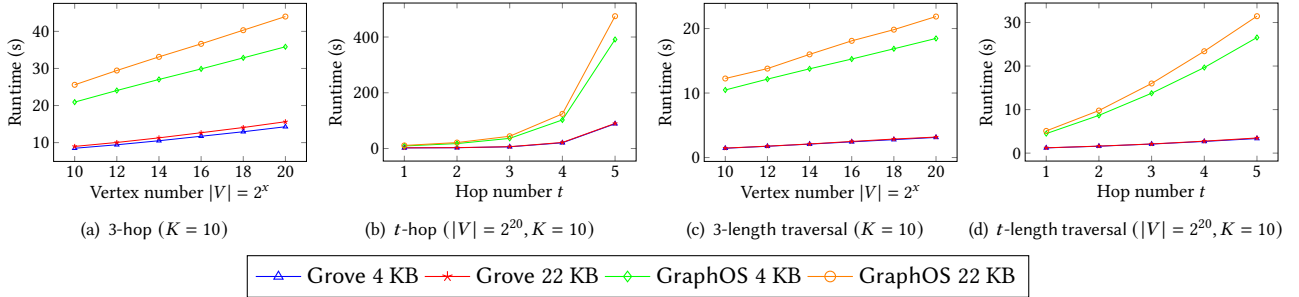 Runtime (s)
40
30
20
10
10 12 14 16 18 20
Vertex number |V| = 2^x
(a) 3-hop (K = 10)
Runtime (s)
400
200
0
1 2 3 4 5
Hop number t
(b) t-hop (|V| = 2^20, K = 10)
Runtime (s)
20
10
0
10 12 14 16 18 20
Vertex number |V| = 2^x
(c) 3-length traversal (K = 10)
Runtime (s)
30
20
10
0
1 2 3 4 5
Hop number t
(d) t-length traversal (|V| = 2^20, K = 10)
Grove 4 KB Grove 22 KB GraphOS 4 KB GraphOS 22 KB